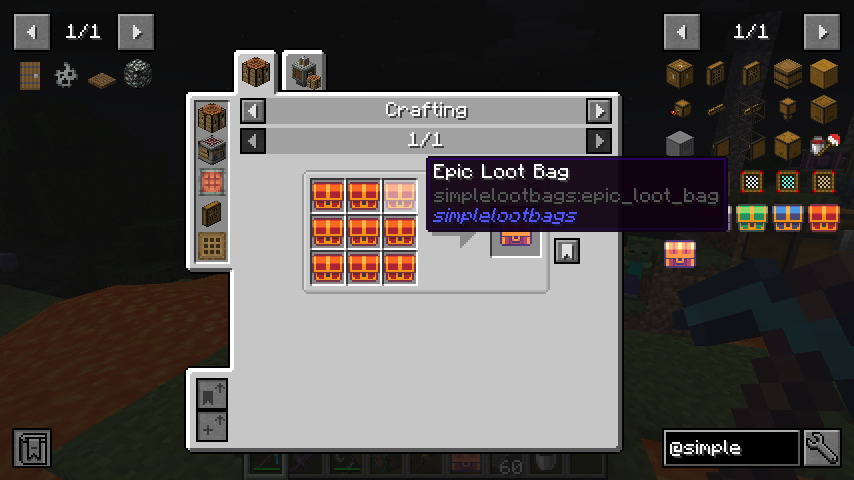 1/1
1/1
Crafting
1/1
Epic Loot Bag
simplelootbags:epic_loot_bag
simplelootbags
@simple
60